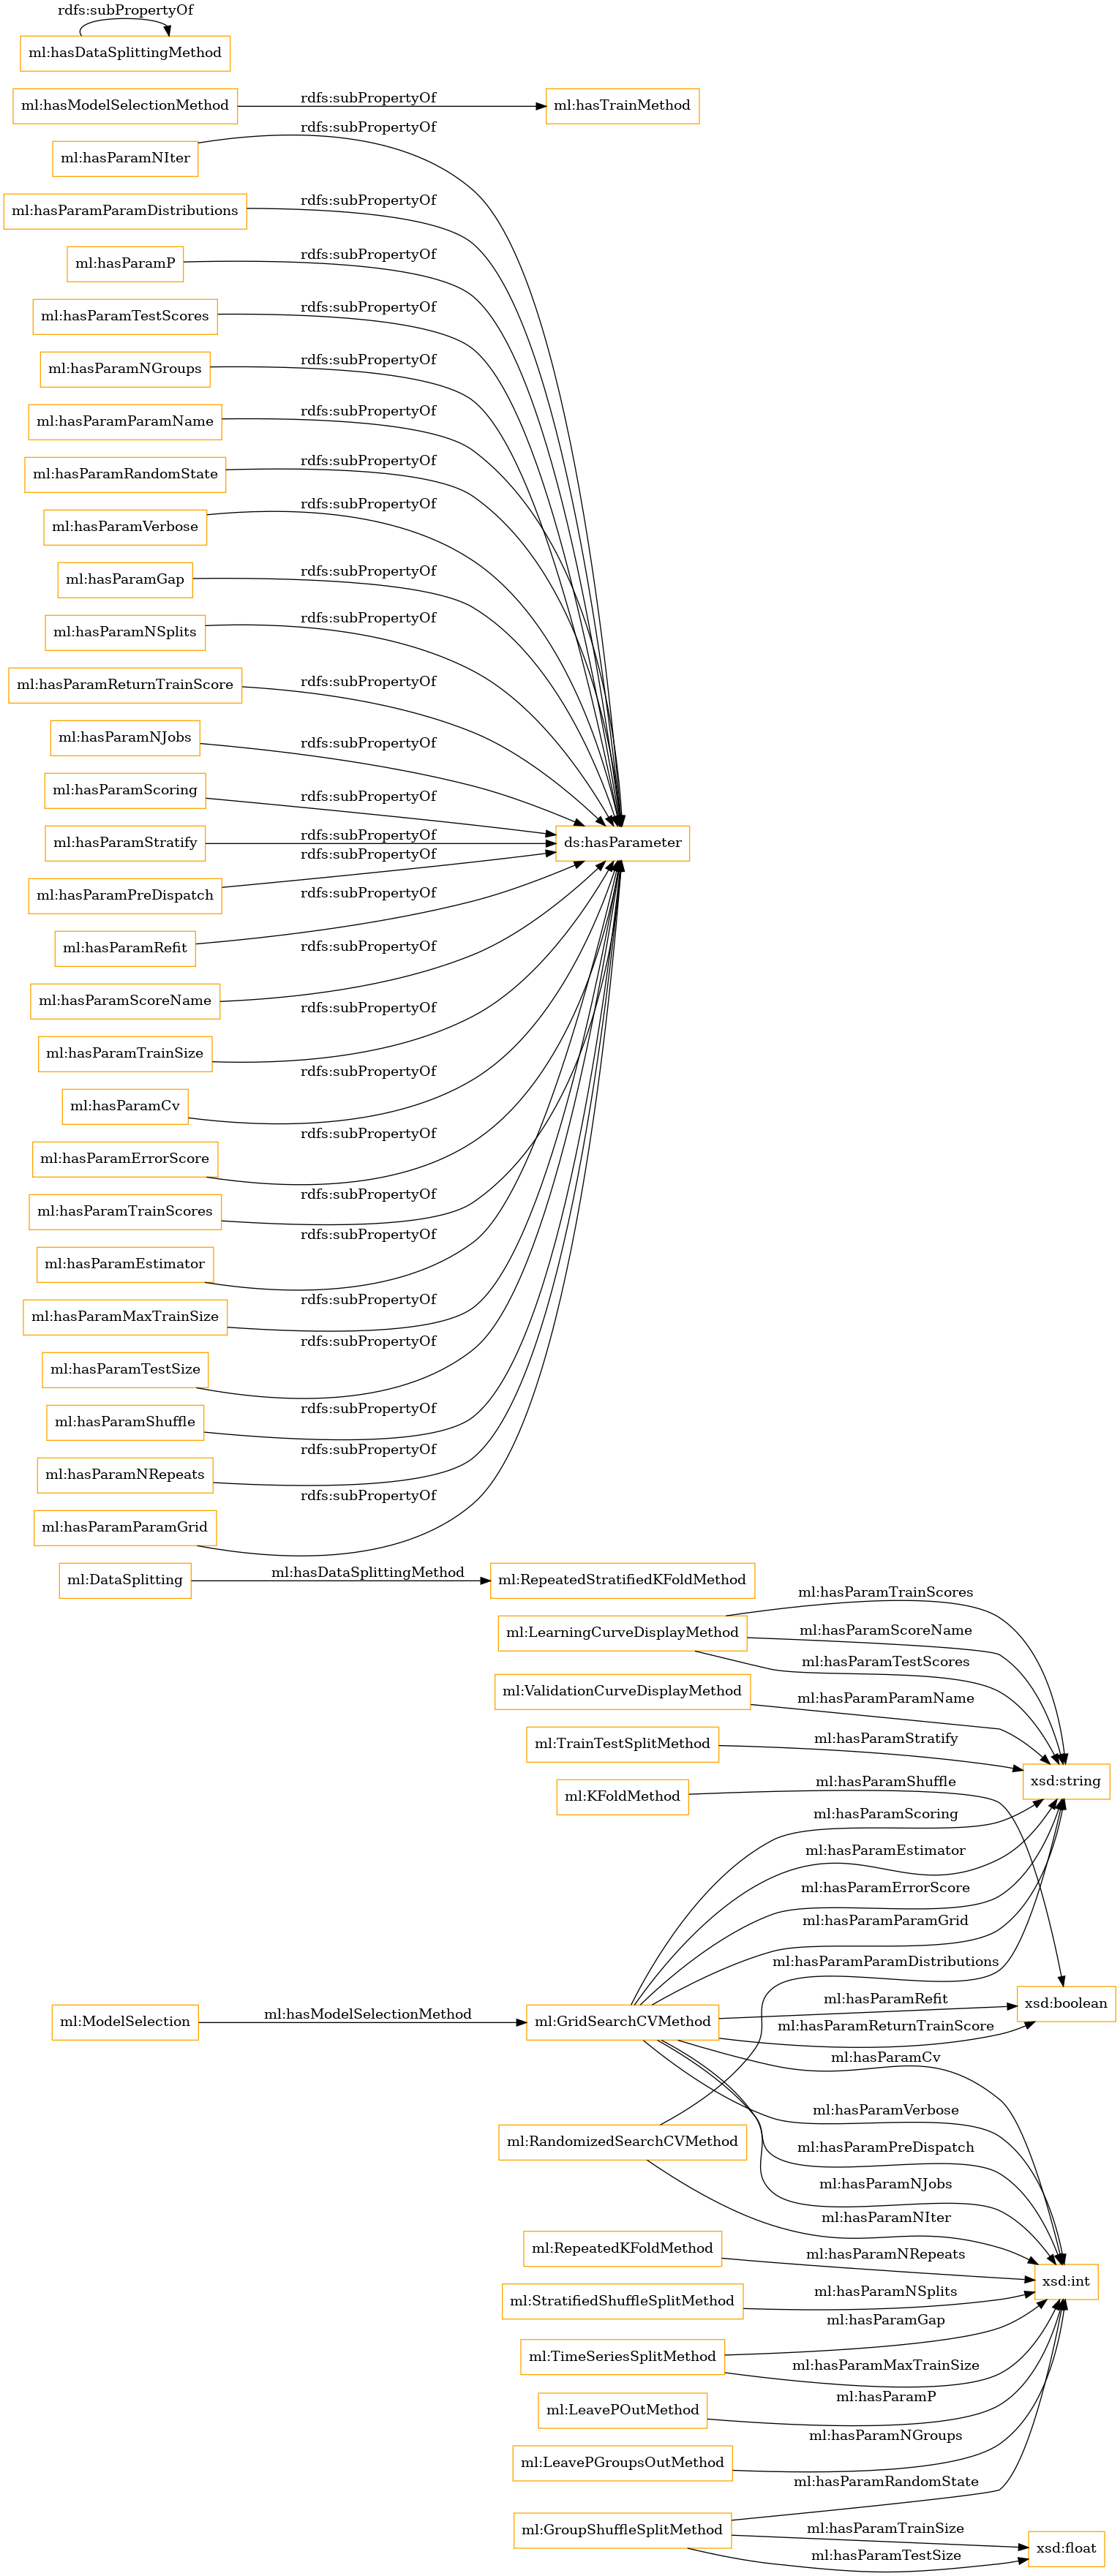 rdfs:subPropertyOf
ml:hasDataSplittingMethod
ml:hasModelSelectionMethod
rdfs:subPropertyOf
ml:hasTrainMethod
rdfs:subPropertyOf
ml:hasParamNIter
rdfs:subPropertyOf
ml:hasParamParamDistributions
rdfs:subPropertyOf
ml:hasParamP
rdfs:subPropertyOf
ml:hasParamTestScores
rdfs:subPropertyOf
ml:hasParamNGroups
rdfs:subPropertyOf
ml:hasParamParamName
rdfs:subPropertyOf
ml:hasParamRandomState
rdfs:subPropertyOf
ml:hasParamVerbose
rdfs:subPropertyOf
ml:hasParamGap
rdfs:subPropertyOf
ml:hasParamNSplits
rdfs:subPropertyOf
ml:hasParamReturnTrainScore
rdfs:subPropertyOf
ml:hasParamNJobs
rdfs:subPropertyOf
ml:hasParamScoring
rdfs:subPropertyOf
ml:hasParamStratify
rdfs:subPropertyOf
ds:hasParameter
ml:hasParamPreDispatch
rdfs:subPropertyOf
ml:hasParamRefit
rdfs:subPropertyOf
ml:hasParamScoreName
rdfs:subPropertyOf
ml:hasParamTrainSize
rdfs:subPropertyOf
ml:hasParamCv
rdfs:subPropertyOf
ml:hasParamErrorScore
rdfs:subPropertyOf
ml:hasParamTrainScores
rdfs:subPropertyOf
ml:hasParamEstimator
rdfs:subPropertyOf
ml:hasParamMaxTrainSize
rdfs:subPropertyOf
ml:hasParamTestSize
rdfs:subPropertyOf
ml:hasParamShuffle
rdfs:subPropertyOf
ml:hasParamNRepeats
rdfs:subPropertyOf
ml:hasParamParamGrid
ml:DataSplitting
ml:hasDataSplittingMethod
ml:RepeatedStratifiedKFoldMethod
ml:hasParamTrainScores
ml:LearningCurveDisplayMethod
ml:hasParamScoreName
ml:hasParamTestScores
ml:ValidationCurveDisplayMethod
ml:hasParamParamName
ml:TrainTestSplitMethod
ml:hasParamStratify
xsd:string
ml:KFoldMethod
ml:hasParamShuffle
ml:hasParamScoring
ml:hasParamEstimator
ml:hasParamErrorScore
ml:hasParamParamGrid
ml:hasParamParamDistributions
ml:hasParamRefit
xsd:boolean
ml:ModelSelection
ml:hasModelSelectionMethod
ml:GridSearchCVMethod
ml:hasParamReturnTrainScore
ml:hasParamCv
ml:hasParamVerbose
ml:RandomizedSearchCVMethod
ml:hasParamPreDispatch
ml:hasParamNJobs
ml:hasParamNIter
ml:RepeatedKFoldMethod
ml:hasParamNRepeats
xsd:int
ml:StratifiedShuffleSplitMethod
ml:hasParamNSplits
ml:hasParamGap
ml:TimeSeriesSplitMethod
ml:hasParamMaxTrainSize
ml:hasParamP
ml:LeavePOutMethod
ml:hasParamNGroups
ml:LeavePGroupsOutMethod
ml:hasParamRandomState
ml:GroupShuffleSplitMethod
ml:hasParamTrainSize
xsd:float
ml:hasParamTestSize